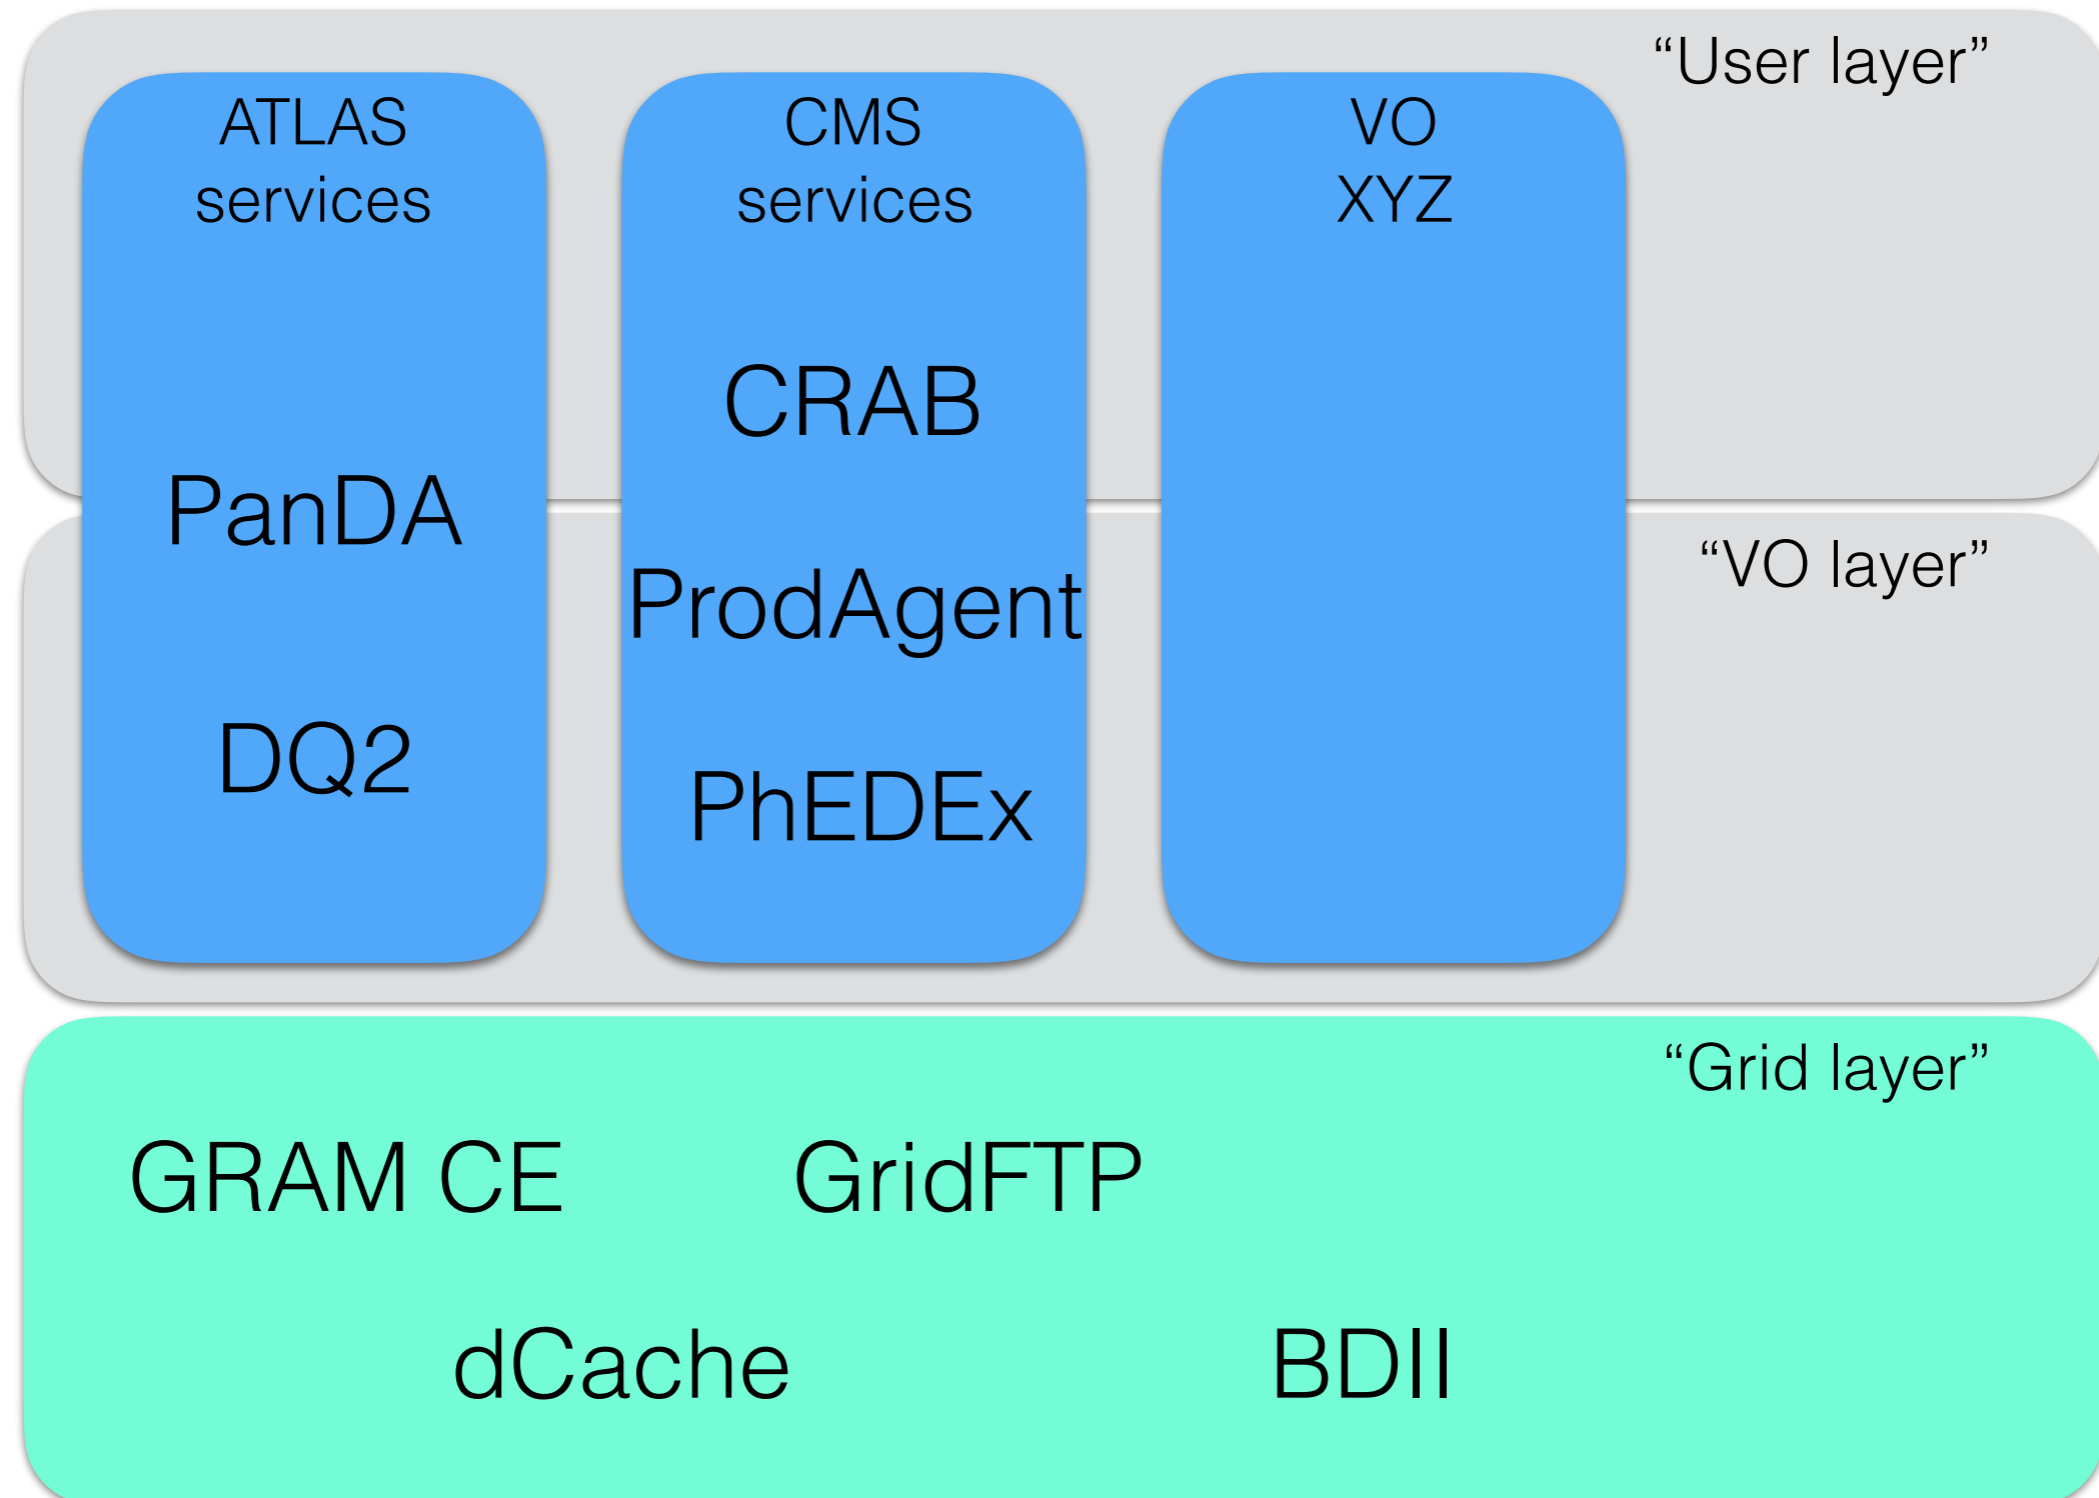 “User layer”
ATLAS
services
CMS
services
VO
XYZ
CRAB
PanDA
“VO layer”
ProdAgent
DQ2
PhEDEx
“Grid layer”
GRAM CE
GridFTP
dCache
BDII